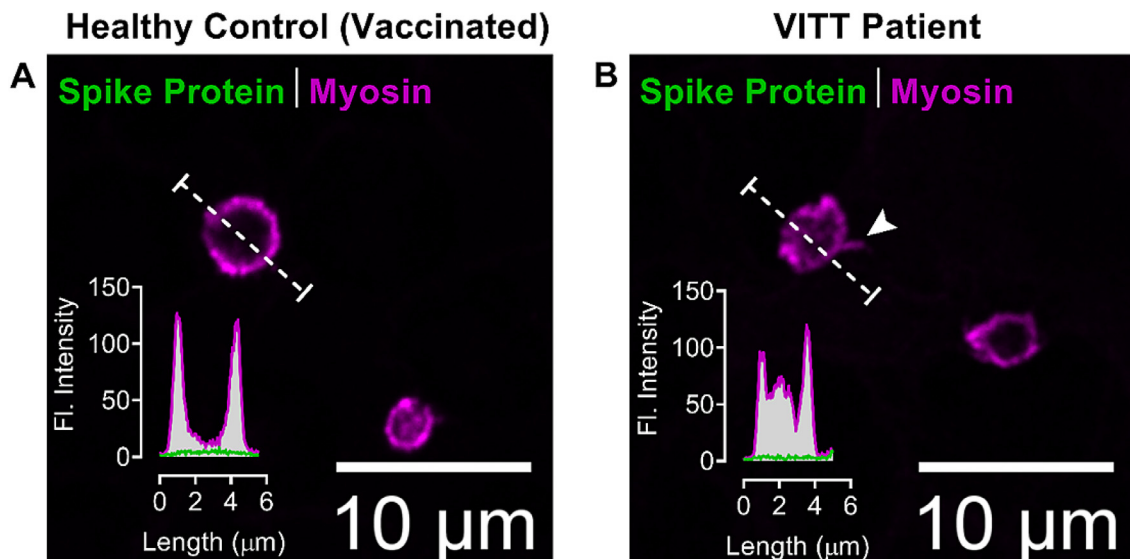 Healthy Control (Vaccinated)
VITT Patient
A
Spike Protein | Myosin
150
100
50
0
Fl. Intensity
0 2 4 6
Length (μm)
10 μm
B
Spike Protein | Myosin
150
100
50
0
Fl. Intensity
0 2 4 6
Length (μm)
10 μm